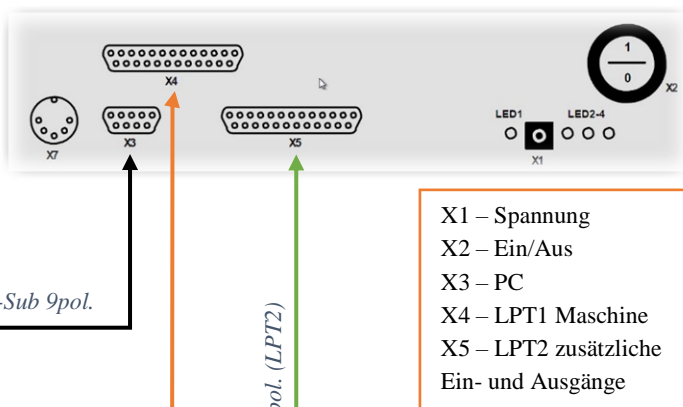 1
0
X4
X2
LED1
LED2-4
X7
X3
X5
X1
X1 – Spannung
X2 – Ein/Aus
X3 – PC
X4 – LPT1 Maschine
X5 – LPT2 zusätzliche
Ein- und Ausgänge
-Sub 9pol.
pol. (LPT2)